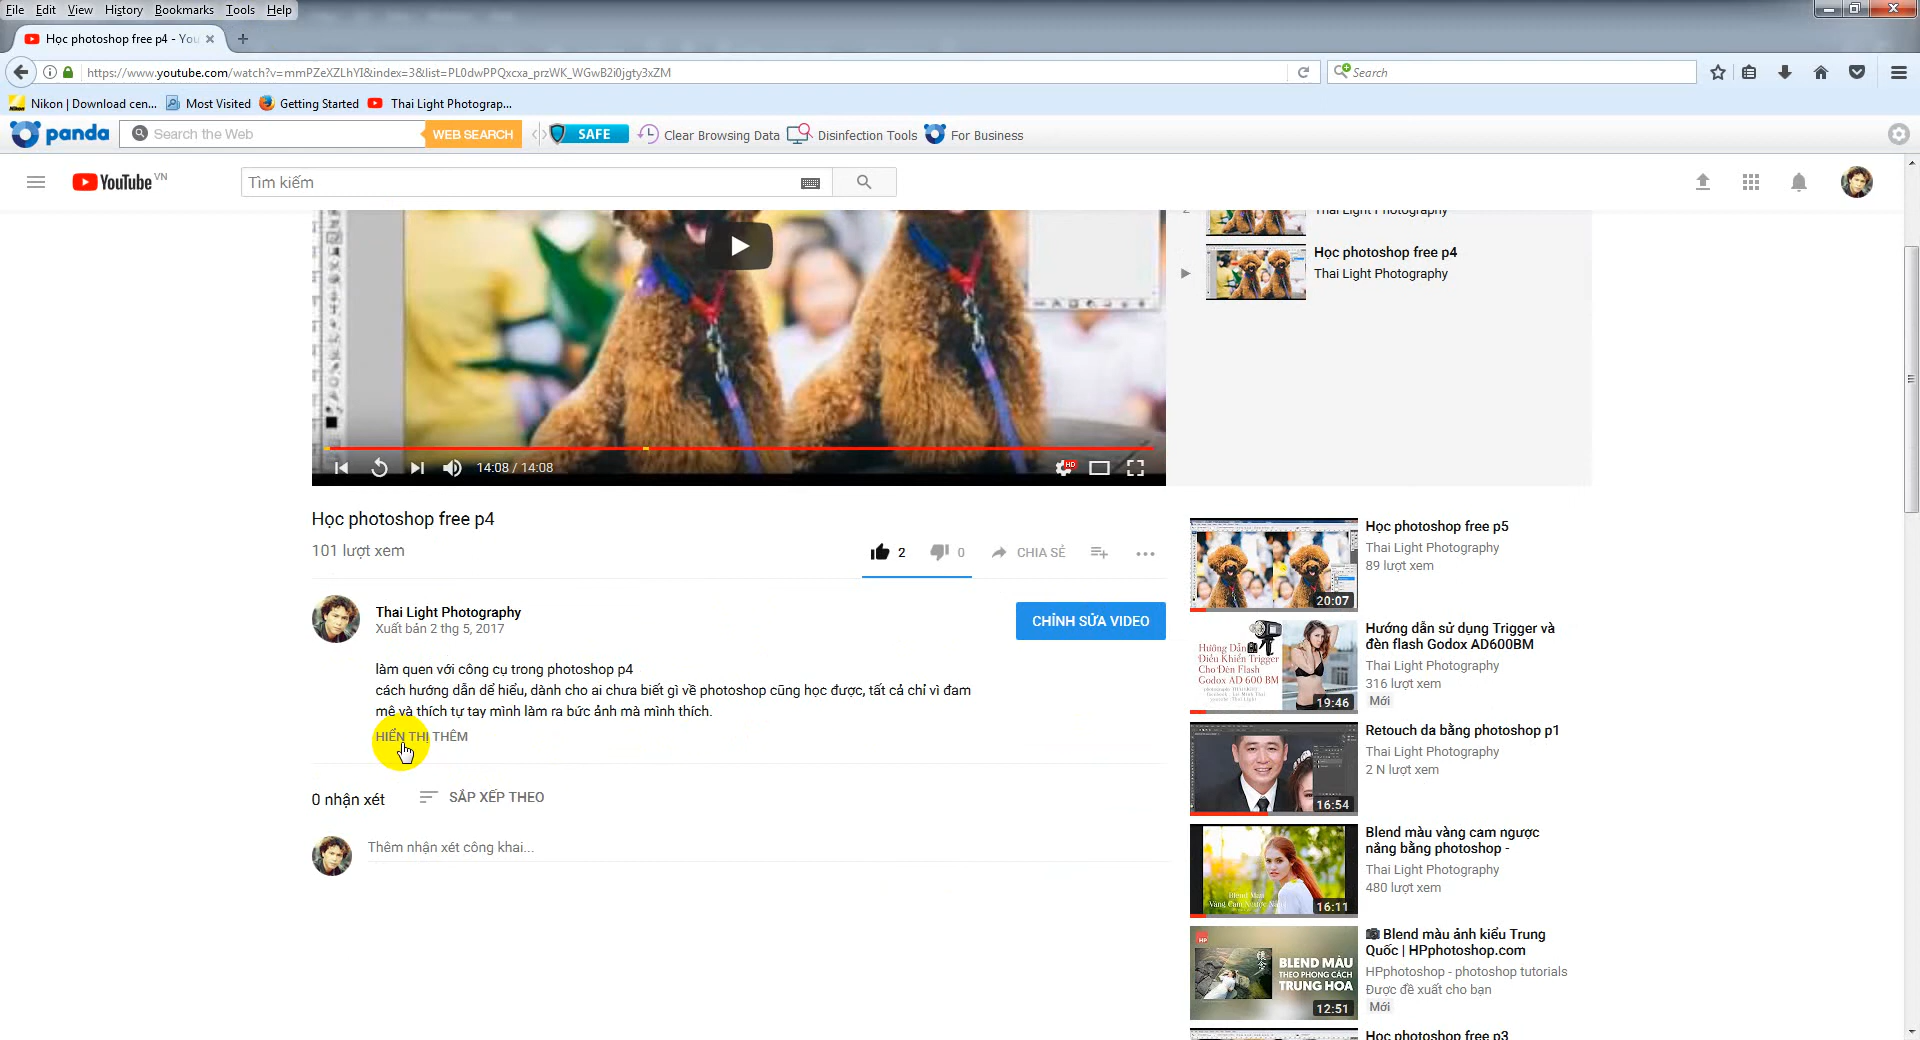 File Edit View History Bookmarks Tools Help
Học photoshop free p4 - You
https://www.youtube.com/watch?v=mmPZeXZLhYI&index=3&list=PL0dwPPQxcxa_przWK_WGwB2i0jgty3xZM
Search
Nikon | Download cen... Most Visited Getting Started Thai Light Photograp...
panda Search the Web WEB SEARCH SAFE Clear Browsing Data Disinfection Tools For Business
YouTube VN Tìm kiếm
Thai Light Photography
Học photoshop free p4
Thai Light Photography
14:08 / 14:08 HD
Học photoshop free p4
101 lượt xem
2 0 CHIA SẺ
Thai Light Photography
Xuất bản 2 thg 5, 2017
CHỈNH SỬA VIDEO
làm quen với công cụ trong photoshop p4
cách hướng dẫn dể hiểu, dành cho ai chưa biết gì về photoshop cũng học được, tất cả chỉ vì đam
mê và thích tự tay mình làm ra bức ảnh mà mình thích.
HIỂN THỊ THÊM
0 nhận xét SẮP XẾP THEO
Thêm nhận xét công khai...
20:07
Học photoshop free p5
Thai Light Photography
89 lượt xem
Hướng Dẫn
Điều Khiển Trigger
Cho Đèn Flash
Godox AD 600 BM
19:46
Hướng dẫn sử dụng Trigger và
đèn flash Godox AD600BM
Thai Light Photography
316 lượt xem
Mới
16:54
Retouch da bằng photoshop p1
Thai Light Photography
2 N lượt xem
Blend Màu
Vàng Cam Ngược Nắng
16:11
Blend màu vàng cam ngược
nắng bằng photoshop -
Thai Light Photography
480 lượt xem
HP
BLEND MÀU
THEO PHONG CÁCH
TRUNG HOA
12:51
Blend màu ảnh kiểu Trung
Quốc | HPphotoshop.com
HPphotoshop - photoshop tutorials
Được đề xuất cho bạn
Mới
Học photoshop free p3